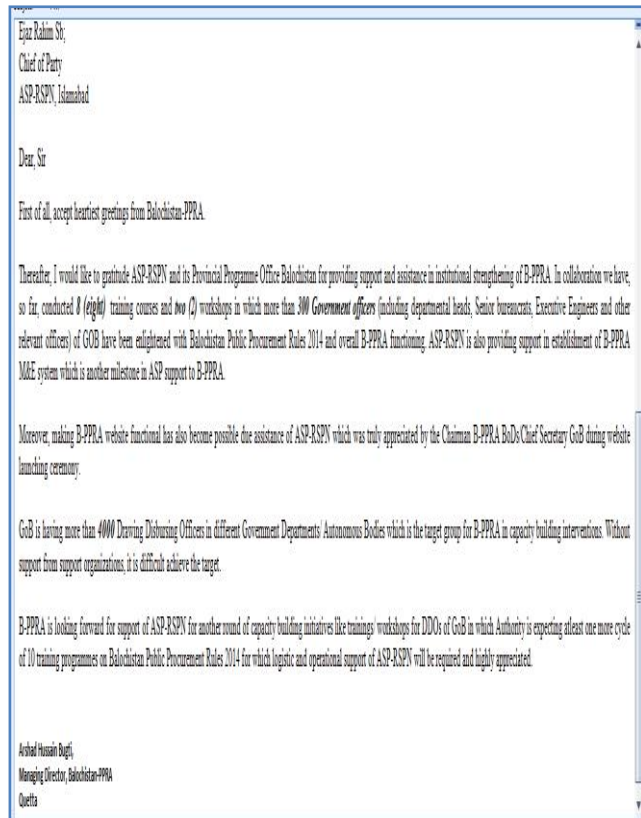 Ejaz Rahim Sb;
Chief of Party
ASP-RSPN, Islamabad
Dear, Sir
First of all, accept heartiest greetings from Balochistan-PPRA.
Thereafter, I would like to gratitude ASP-RSPN and its Provincial Programme Office Balochistan for providing support and assistance in institutional strengthening of B-PPRA. In collaboration we have,
so far, conducted 8 (eight) training courses and two (2) workshops in which more than 300 Government officers (including departmental heads, Senior bureaucrats, Executive Engineers and other
relevant officers) of GOB have been enlightened with Balochistan Public Procurement Rules 2014 and overall B-PPRA functioning. ASP-RSPN is also providing support in establishment of B-PPRA
M&E system which is another milestone in ASP support to B-PPRA.
Moreover, making B-PPRA website functional has also become possible due assistance of ASP-RSPN which was truly appreciated by the Chairman B-PPRA BoDs/Chief Secretary GoB during website
launching ceremony.
GoB is having more than 4000 Drawing Disbursing Officers in different Government Departments/ Autonomous Bodies which is the target group for B-PPRA in capacity building interventions. Without
support from support organizations, it is difficult achieve the target.
B-PPRA is looking forward for support of ASP-RSPN for another round of capacity building initiatives like trainings/ workshops for DDOs of GoB in which Authority is expecting atleast one more cycle
of 10 training programmes on Balochistan Public Procurement Rules 2014 for which logistic and operational support of ASP-RSPN will be required and highly appreciated.
Arshad Hussain Bugti,
Managing Director, Balochistan-PPRA
Quetta